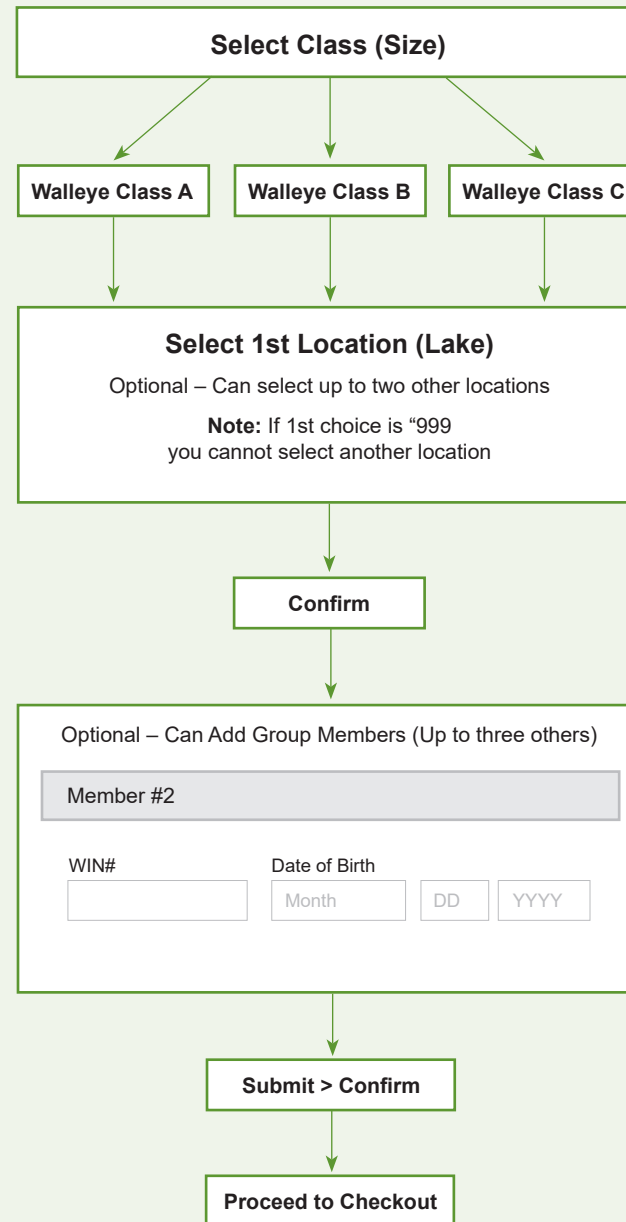 Select Class (Size)
Walleye Class A
Walleye Class B
Walleye Class C
Select 1st Location (Lake)
Optional – Can select up to two other locations
Note: If 1st choice is “999
you cannot select another location
Confirm
Optional – Can Add Group Members (Up to three others)
Member #2
WIN#
Date of Birth
Month
DD
YYYY
Submit > Confirm
Proceed to Checkout